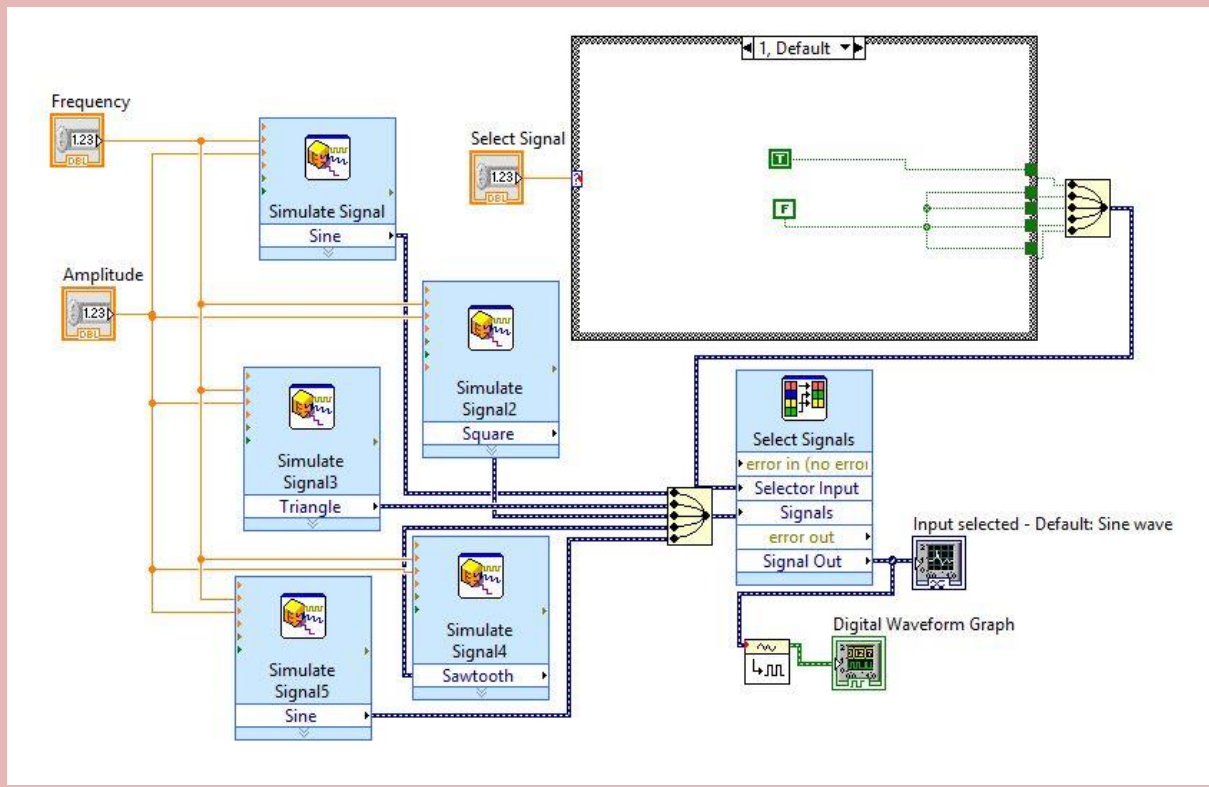 1, Default
Frequency
1.23
DBL
Simulate Signal
Sine
Select Signal
1.23
DBL
T
F
Amplitude
1.23
DBL
Simulate
Signal2
Square
Simulate
Signal3
Triangle
Select Signals
error in (no erro
Selector Input
Signals
error out
Signal Out
Input selected - Default: Sine wave
Simulate
Signal4
Sawtooth
Simulate
Signal5
Sine
Digital Waveform Graph